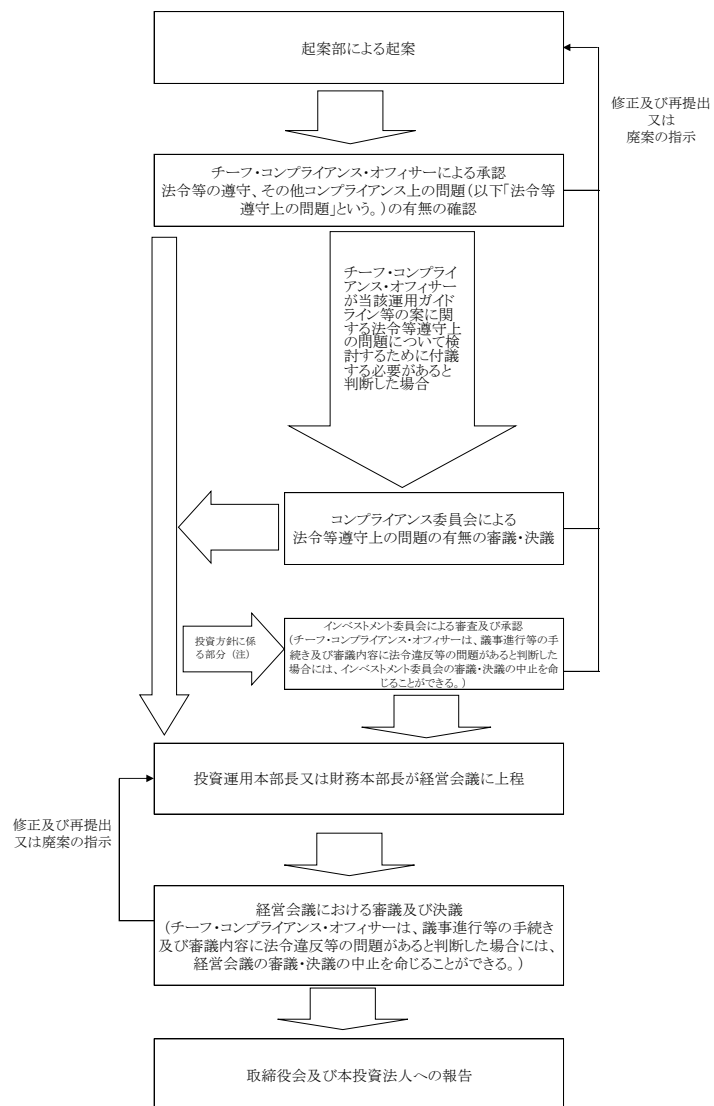 起案部による起案
修正及び再提出
又は
廃案の指示
チーフ・コンプライアンス・オフィサーによる承認
法令等の遵守、その他コンプライアンス上の問題(以下「法令等
遵守上の問題」という。)の有無の確認
チーフ・コンプライ
アンス・オフィサー
が当該運用ガイド
ライン等の案に関
する法令等遵守上
の問題について検
討するために付議
する必要があると
判断した場合
コンプライアンス委員会による
法令等遵守上の問題の有無の審議・決議
投資方針に係
る部分(注)
インベストメント委員会による審査及び承認
(チーフ・コンプライアンス・オフィサーは、議事進行等の手
続き及び審議内容に法令違反等の問題があると判断した
場合には、インベストメント委員会の審議・決議の中止を命
じることができる。)
投資運用本部長又は財務本部長が経営会議に上程
修正及び再提出
又は廃案の指示
経営会議における審議及び決議
(チーフ・コンプライアンス・オフィサーは、議事進行等の手続き
及び審議内容に法令違反等の問題があると判断した場合には、
経営会議の審議・決議の中止を命じることができる。)
取締役会及び本投資法人への報告